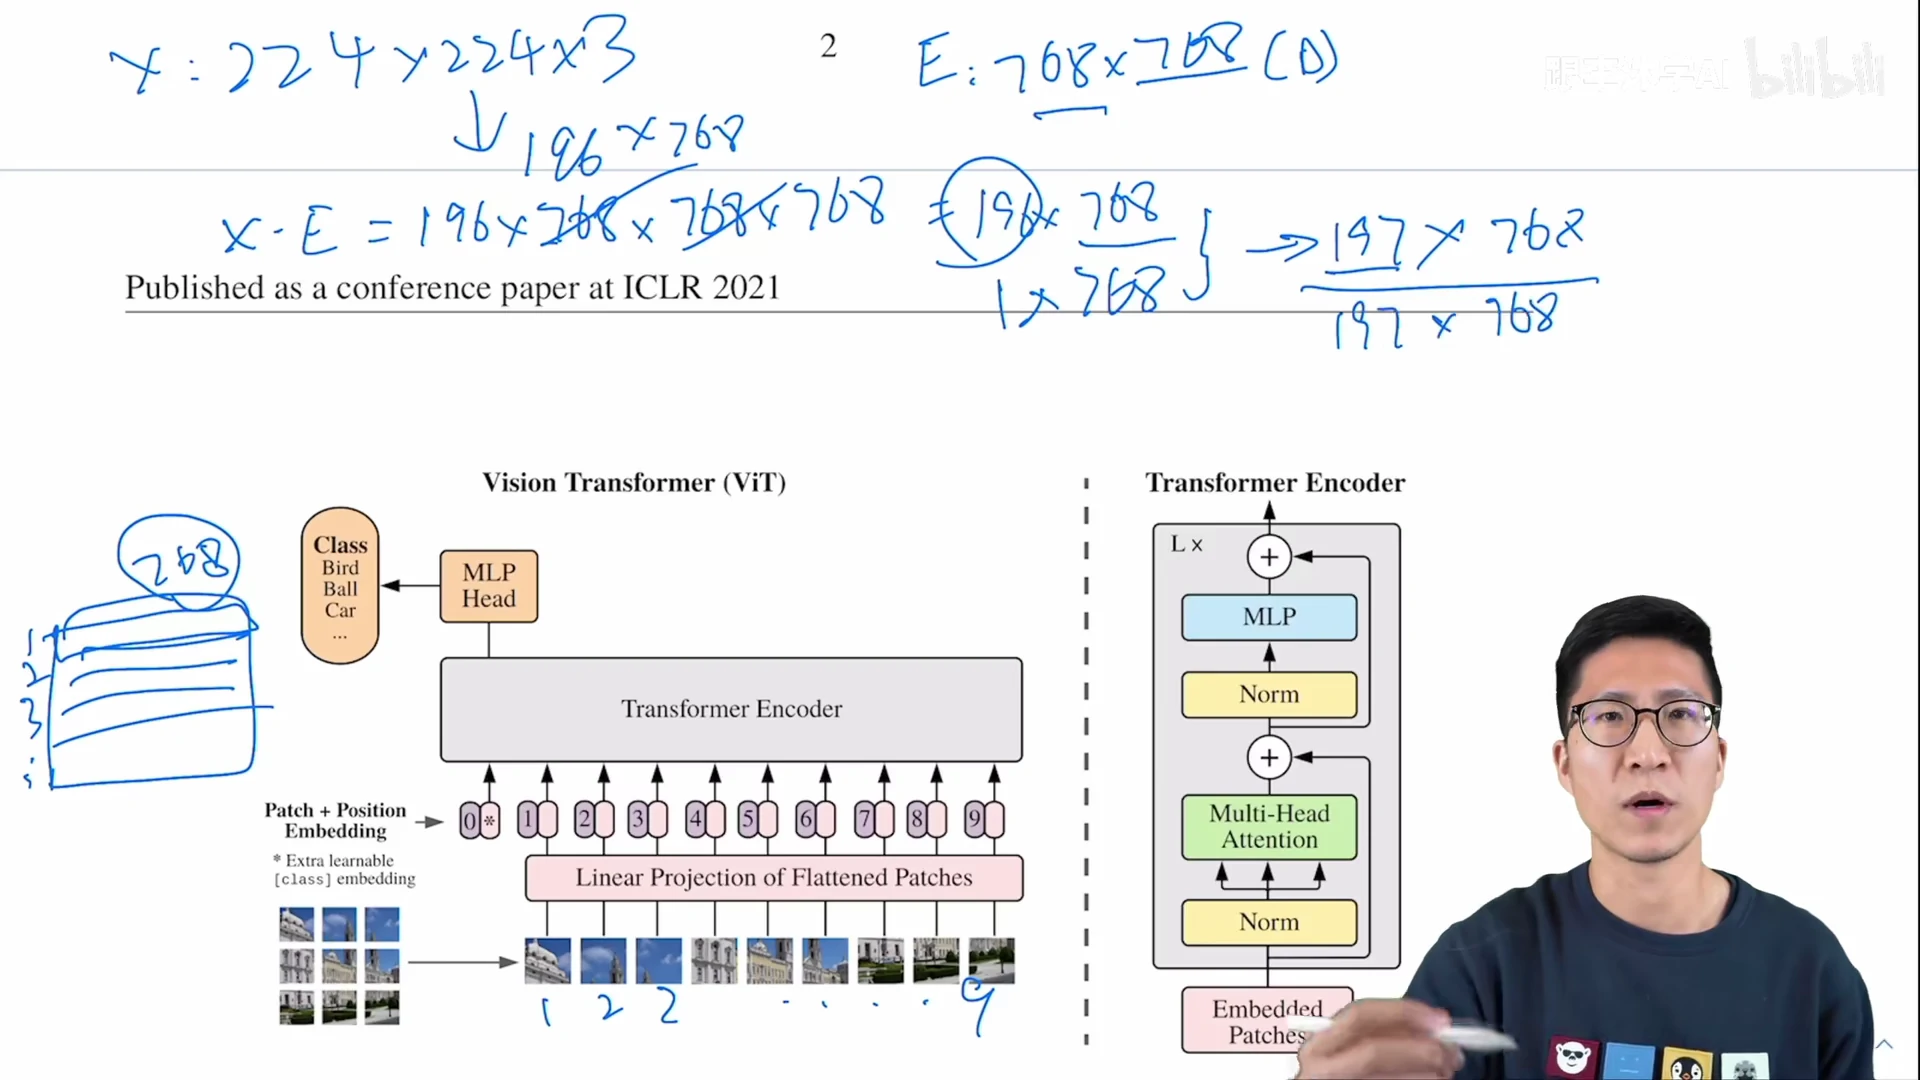 X : 224 x 224 x 3
2
E: 768 x 768 (D)
bilibili
↓ 196 x 768
X · E = 196 x 768 x 768 x 768 = 196 x 768
1 x 768
→ 197 x 768
197 x 768
Published as a conference paper at ICLR 2021
Vision Transformer (ViT)
Transformer Encoder
768
1
2
3
Class
Bird
Ball
Car
...
MLP
Head
Transformer Encoder
Patch + Position
Embedding
0 * 1 2 3 4 5 6 7 8 9
* Extra learnable
[class] embedding
Linear Projection of Flattened Patches
1 2 2 . . . . 9
L x
+
MLP
Norm
+
Multi-Head
Attention
Norm
Embedded
Patches